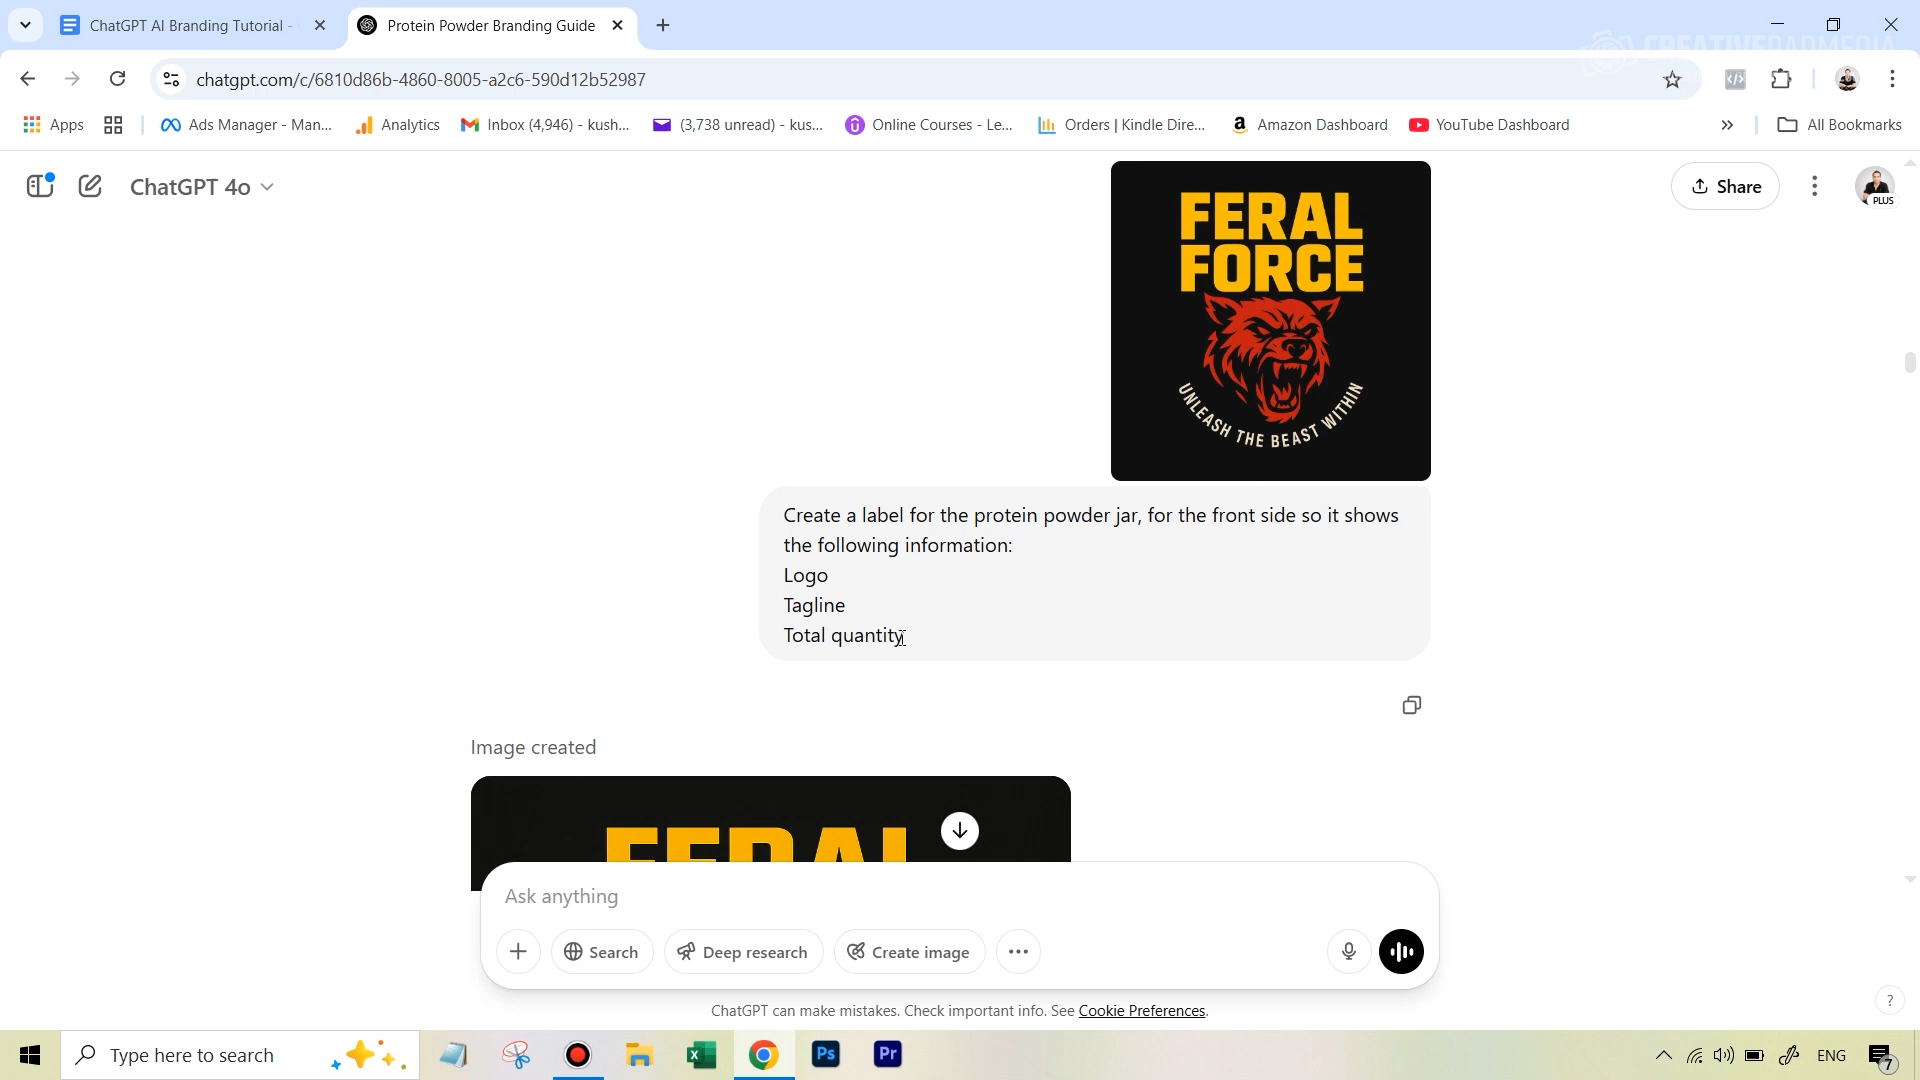 ChatGPT AI Branding Tutorial -
Protein Powder Branding Guide
CREATIVEPADMEDIA
chatgpt.com/c/6810d86b-4860-8005-a2c6-590d12b52987
Apps
Ads Manager - Man...
Analytics
Inbox (4,946) - kush...
(3,738 unread) - kus...
Online Courses - Le...
Orders | Kindle Dire...
Amazon Dashboard
YouTube Dashboard
All Bookmarks
ChatGPT 4o
Share
PLUS
FERAL
FORCE
UNLEASH THE BEAST WITHIN
Create a label for the protein powder jar, for the front side so it shows
the following information:
Logo
Tagline
Total quantity
Image created
FERAL
Ask anything
Search
Deep research
Create image
ChatGPT can make mistakes. Check important info. See Cookie Preferences.
?
Type here to search
Ps
Pr
ENG
7